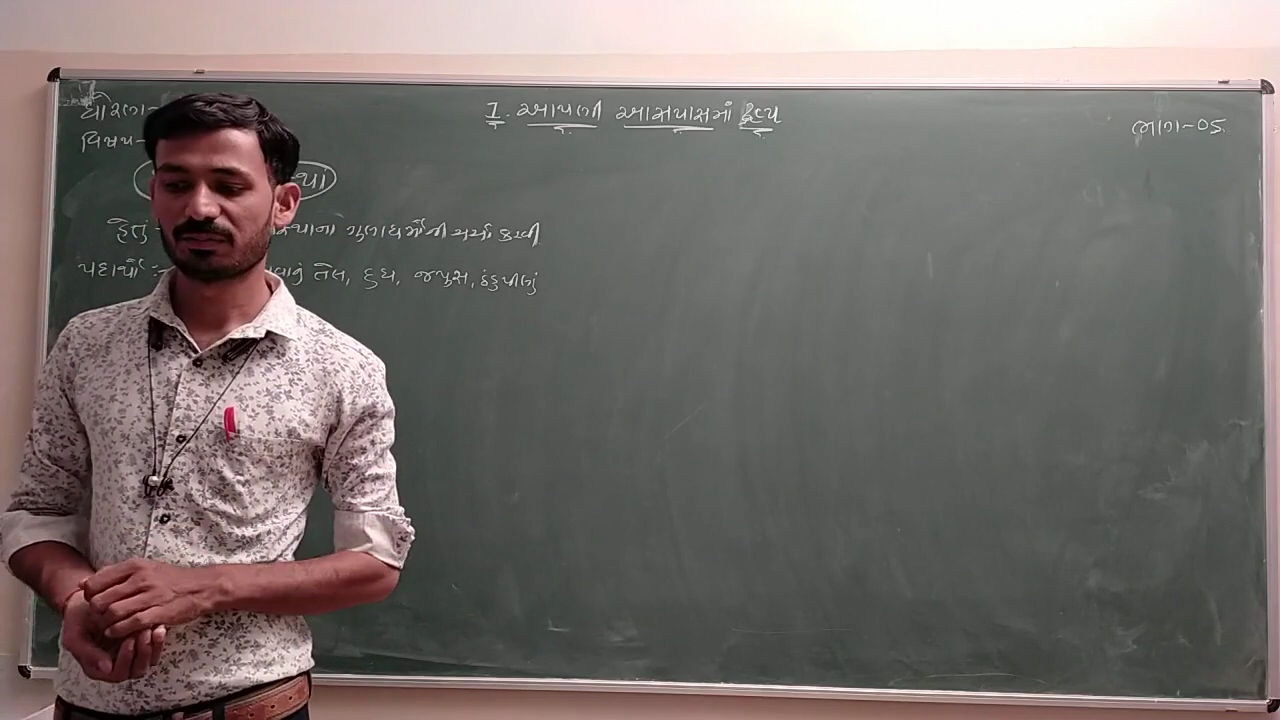 ધોરણ-
1. આપણી આસપાસમાં દ્રવ્ય
ભાગ-05
વિષય-
હેતું - ગુણધર્મોની ચર્ચા કરવી.
પદાર્થો :- તેલ, દુધ, જ્યુસ, ઠંડુપીણું